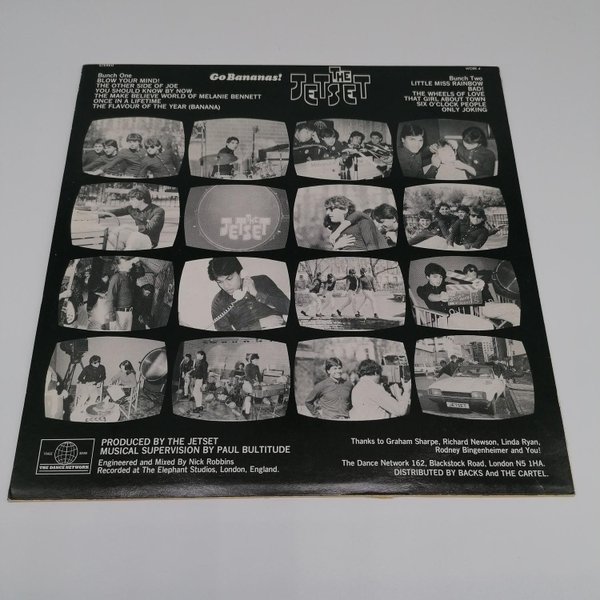 STEREO
WORK 4
Go Bananas!
THE
JETSET
Bunch One
BLOW YOUR MIND!
THE OTHER SIDE OF JOE
YOU SHOULD KNOW BY NOW
THE MAKE BELIEVE WORLD OF MELANIE BENNETT
ONCE IN A LIFETIME
THE FLAVOUR OF THE YEAR (BANANA)
Bunch Two
LITTLE MISS RAINBOW
BAD!
THE WHEELS OF LOVE
THAT GIRL ABOUT TOWN
SIX O'CLOCK PEOPLE
ONLY JOKING
THE
JETSET
THE DANCE NETWORK
PRODUCED BY THE JETSET
MUSICAL SUPERVISION BY PAUL BULTITUDE
Engineered and Mixed By Nick Robbins
Recorded at The Elephant Studios, London, England.
Thanks to Graham Sharpe, Richard Newson, Linda Ryan,
Rodney Bingenheimer and You!
The Dance Network 162, Blackstock Road, London N5 1HA.
DISTRIBUTED BY BACKS And THE CARTEL.